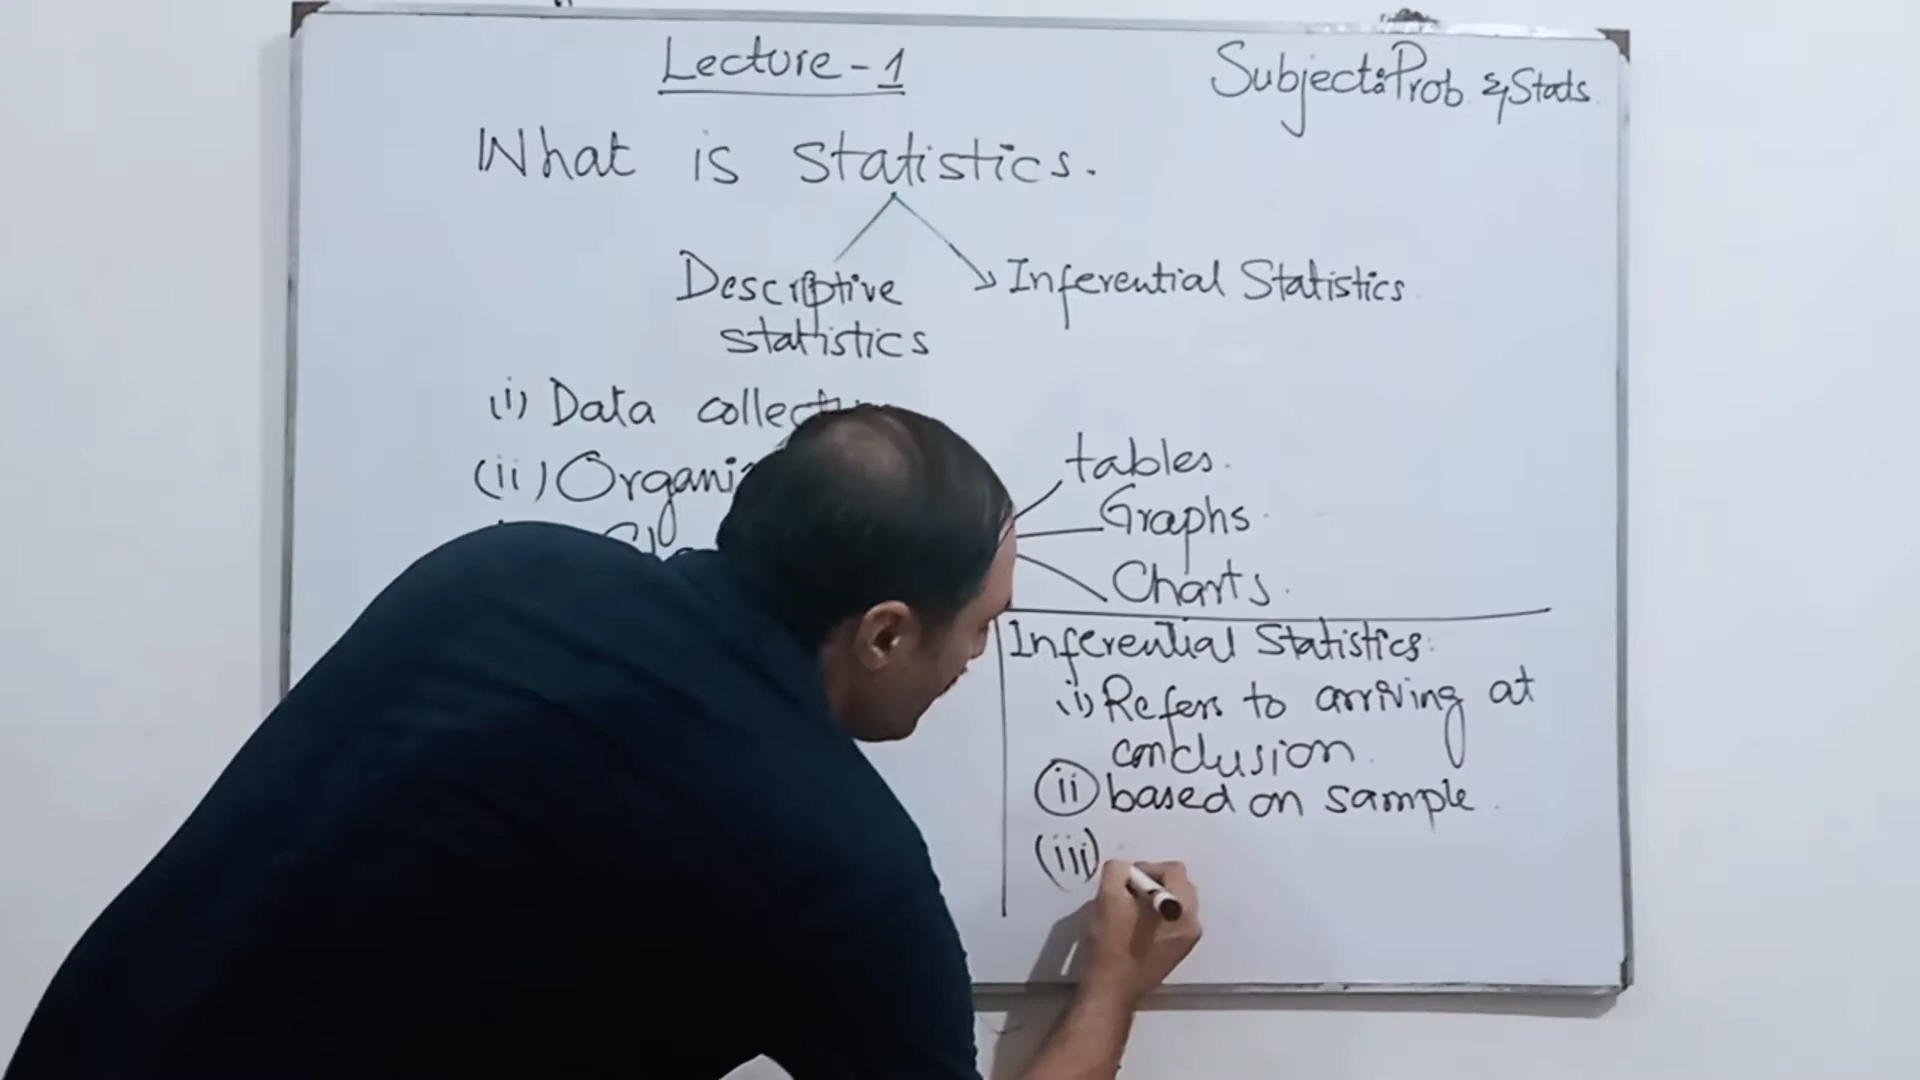 Lecture - 1
Subject: Prob & Stats.
What is Statistics.
Descriptive
statistics
Inferential Statistics
(i) Data
(ii)
tables.
Graphs
Charts.
Inferential Statistics:
(i) Refers to arriving at
conclusion.
(ii) based on sample.
(iii)